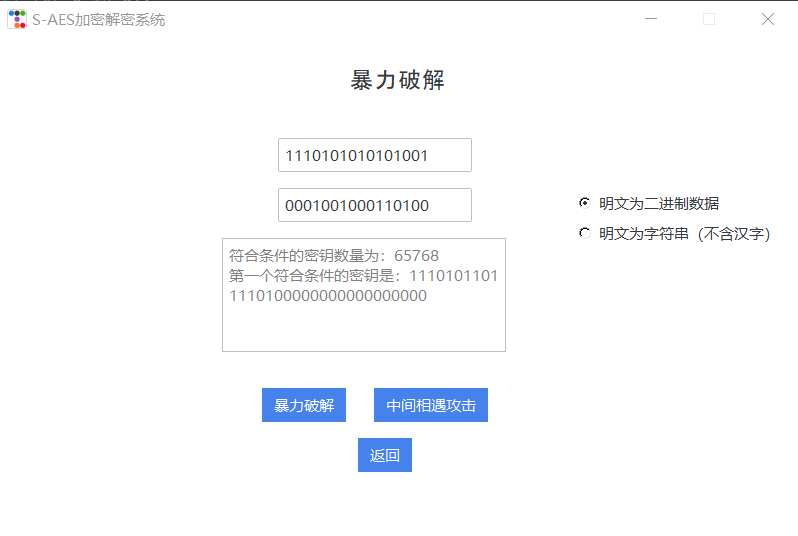 S-AES加密解密系统
暴力破解
1110101010101001
0001001000110100
明文为二进制数据
明文为字符串（不含汉字）
符合条件的密钥数量为：65768
第一个符合条件的密钥是：1110101101
1110100000000000000000
暴力破解
中间相遇攻击
返回